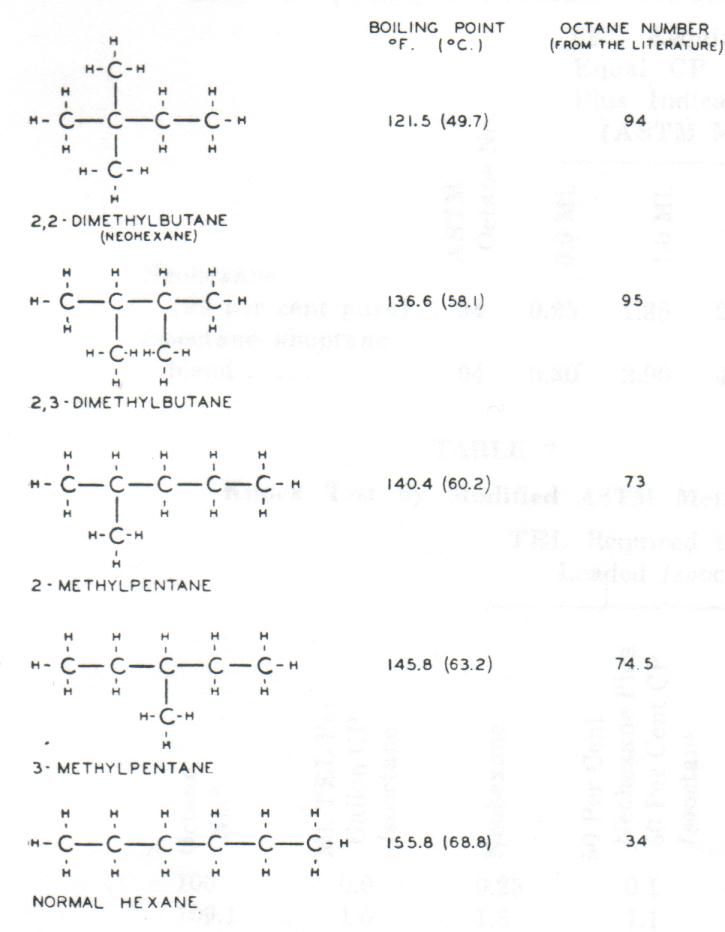 BOILING POINT OCTANE NUMBER
°F. (°C.) (FROM THE LITERATURE)
H
H-C-H
H H H
H-C-C-C-C-H
H H H
H-C-H
H
121.5 (49.7) 94
2,2-DIMETHYLBUTANE
(NEOHEXANE)
H H H H
H-C-C-C-C-H
H H
H-C-HH-C-H
H H
136.6 (58.1) 95
2,3-DIMETHYLBUTANE
H H H H H
H-C-C-C-C-C-H
H H H H
H-C-H
H
140.4 (60.2) 73
2-METHYLPENTANE
H H H H H
H-C-C-C-C-C-H
H H H H
H-C-H
H
145.8 (63.2) 74.5
3-METHYLPENTANE
H H H H H H
H-C-C-C-C-C-C-H
H H H H H H
155.8 (68.8) 34
NORMAL HEXANE